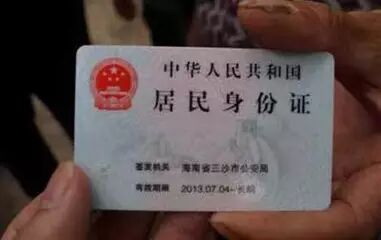 中华人民共和国
居民身份证
签发机关 海南省三沙市公安局
有效期限 2013.07.04-长期